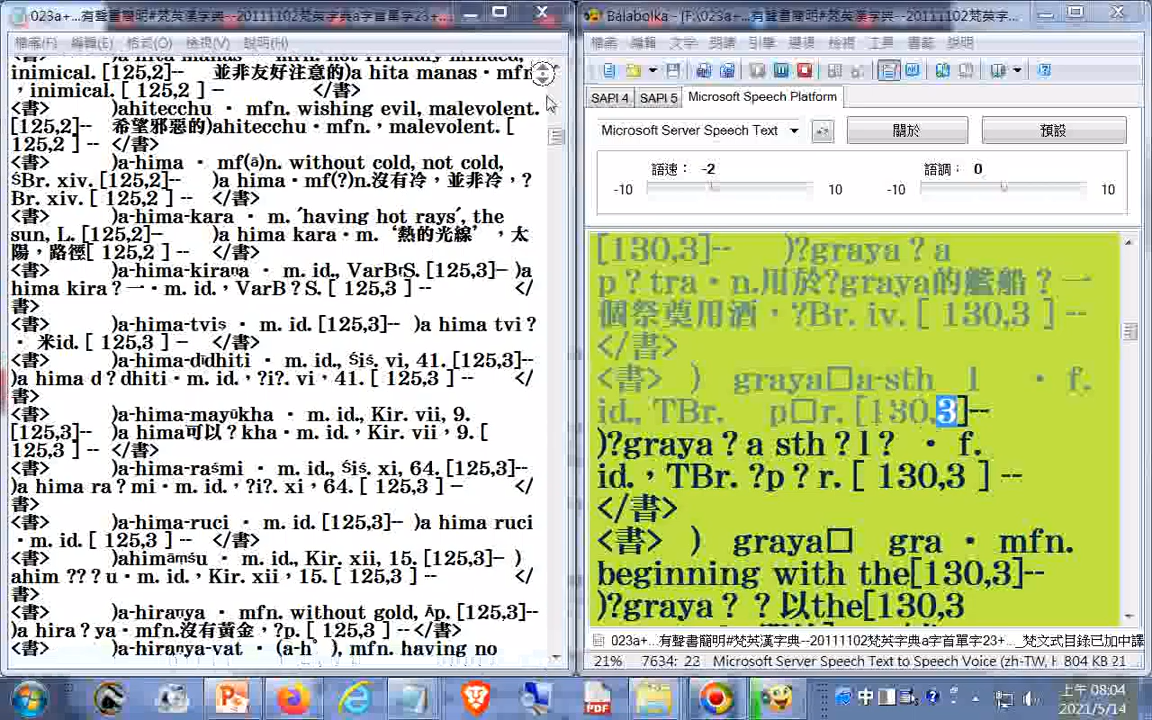 023a+...有聲書簡明#梵英漢字典--20111102梵英字典a字首單字23+...
檔案(F) 編輯(E) 格式(O) 檢視(V) 說明(H)
inimical. [125,2]-- 並非友好注意的)a hita manas‧mfn
，inimical. [ 125,2 ] -- </書>
<書> )ahitecchu ‧ mfn. wishing evil, malevolent.
[125,2]-- 希望邪惡的)ahitecchu‧mfn.，malevolent. [
125,2 ] -- </書>
<書> )a-hima ‧ mf(ā)n. without cold, not cold,
ŚBr. xiv. [125,2]-- )a hima‧mf(?)n.沒有冷，並非冷，?
Br. xiv. [ 125,2 ] -- </書>
<書> )a-hima-kara ‧ m. 'having hot rays', the
sun, L. [125,2]-- )a hima kara‧m.‘熱的光線’，太
陽，路徑[ 125,2 ] -- </書>
<書> )a-hima-kiraṇa ‧ m. id., VarBṛS. [125,3]-- )a
hima kira？一‧m. id.，VarB？S. [ 125,3 ] -- </
書>
<書> )a-hima-tviṣ ‧ m. id. [125,3]-- )a hima tvi？
‧ 米id. [ 125,3 ] -- </書>
<書> )a-hima-dīdhiti ‧ m. id., Śiś. vi, 41. [125,3]--
)a hima d？dhiti‧m. id.，?i?. vi，41. [ 125,3 ] -- </
書>
<書> )a-hima-mayūkha ‧ m. id., Kir. vii, 9.
[125,3]-- )a hima可以？kha‧m. id.，Kir. vii，9. [
125,3 ] -- </書>
<書> )a-hima-raśmi ‧ m. id., Śiś. xi, 64. [125,3]--
)a hima ra？mi‧m. id.，?i?. xi，64. [ 125,3 ] -- </
書>
<書> )a-hima-ruci ‧ m. id. [125,3]-- )a hima ruci
‧m. id. [ 125,3 ] -- </書>
<書> )ahimāṃśu ‧ m. id., Kir. xii, 15. [125,3]-- )
ahim ???u‧m. id.，Kir. xii，15. [ 125,3 ] -- </
書>
<書> )a-hiraṇya ‧ mfn. without gold, Āp. [125,3]--
)a hira？ya‧mfn.沒有黃金，?p. [ 125,3 ] --</書>
<書> )a-hiraṇya-vat ‧ (a-h°), mfn. having no
Balabolka - [F:\023a+...有聲書簡明#梵英漢字典--20111102梵英字...
檔案 編輯 文字 朗讀 引擎 選項 檢視 工具 書籤 說明
SAPI 4 SAPI 5 Microsoft Speech Platform
Microsoft Server Speech Text 關於 預設
語速： -2 語調： 0
-10 10 -10 10
[130,3]-- )?graya？a
p？tra‧n.用於?graya的艦船？一
個祭奠用酒，?Br. iv. [ 130,3 ] --
</書>
<書> ) graya□a-sth l ‧ f.
id., TBr. p□r. [130,3]--
)?graya？a sth？l？ ‧ f.
id.，TBr. ?p？r. [ 130,3 ] --
</書>
<書> ) graya□ gra ‧ mfn.
beginning with the[130,3]--
)?graya？？以the[130,3
023a+...有聲書簡明#梵英漢字典--20111102梵英字典a字首單字23+..._梵文式目錄已加中譯
21% 7634: 23 Microsoft Server Speech Text to Speech Voice (zh-TW, H 804 KB 21
中
上午 08:04
2021/5/14